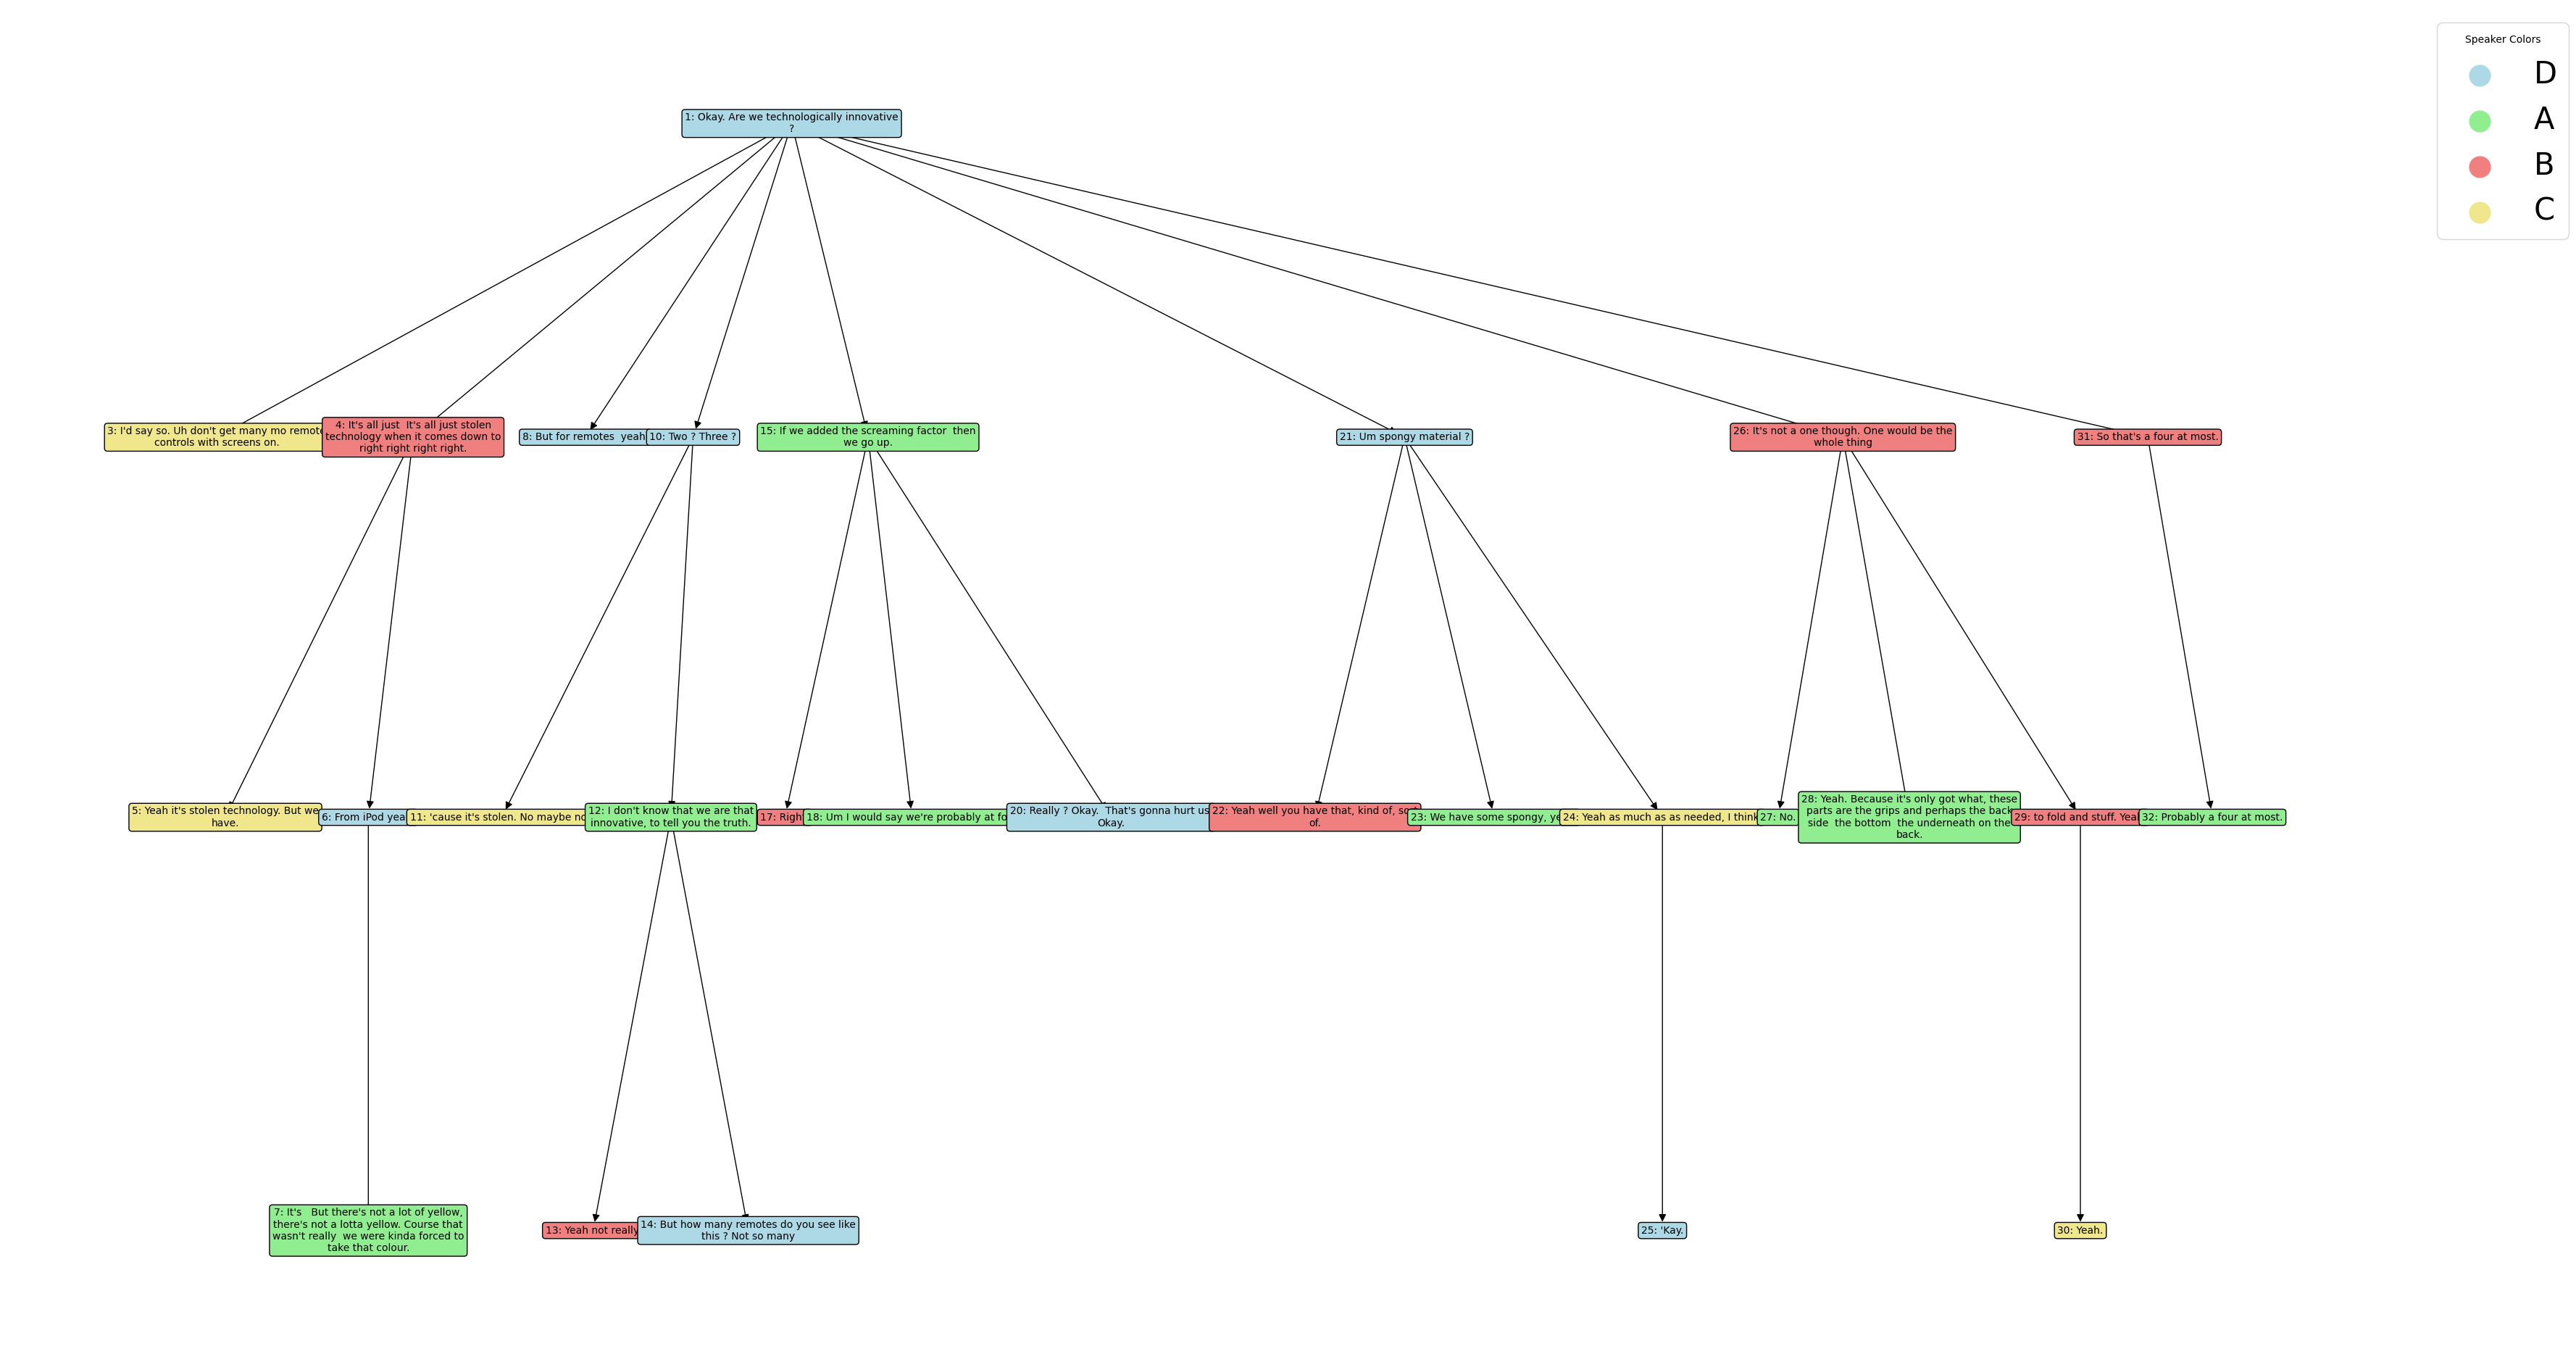 Speaker Colors
D
A
B
C
1: Okay. Are we technologically innovative
?
3: I'd say so. Uh don't get many mo remote
controls with screens on.
4: It's all just  It's all just stolen
technology when it comes down to
right right right right.
8: But for remotes  yeah
10: Two ? Three ?
15: If we added the screaming factor  then
we go up.
21: Um spongy material ?
26: It's not a one though. One would be the
whole thing
31: So that's a four at most.
5: Yeah it's stolen technology. But we
have.
6: From iPod
11: 'cause it's stolen. No maybe
12: I don't know that we are that
innovative, to tell you the truth.
17: Right
18: Um I would say we're probably at
20: Really ? Okay.  That's gonna hurt us.
Okay.
22: Yeah well you have that, kind of,
of.
23: We have some spongy,
24: Yeah as much as as needed, I think
27: No.
28: Yeah. Because it's only got what, these
parts are the grips and perhaps the back
side  the bottom  the underneath on the
back.
29: to fold and stuff. Yeah
32: Probably a four at most.
7: It's   But there's not a lot of yellow,
there's not a lotta yellow. Course that
wasn't really  we were kinda forced to
take that colour.
13: Yeah not really
14: But how many remotes do you see like
this ? Not so many
25: 'Kay.
30: Yeah.